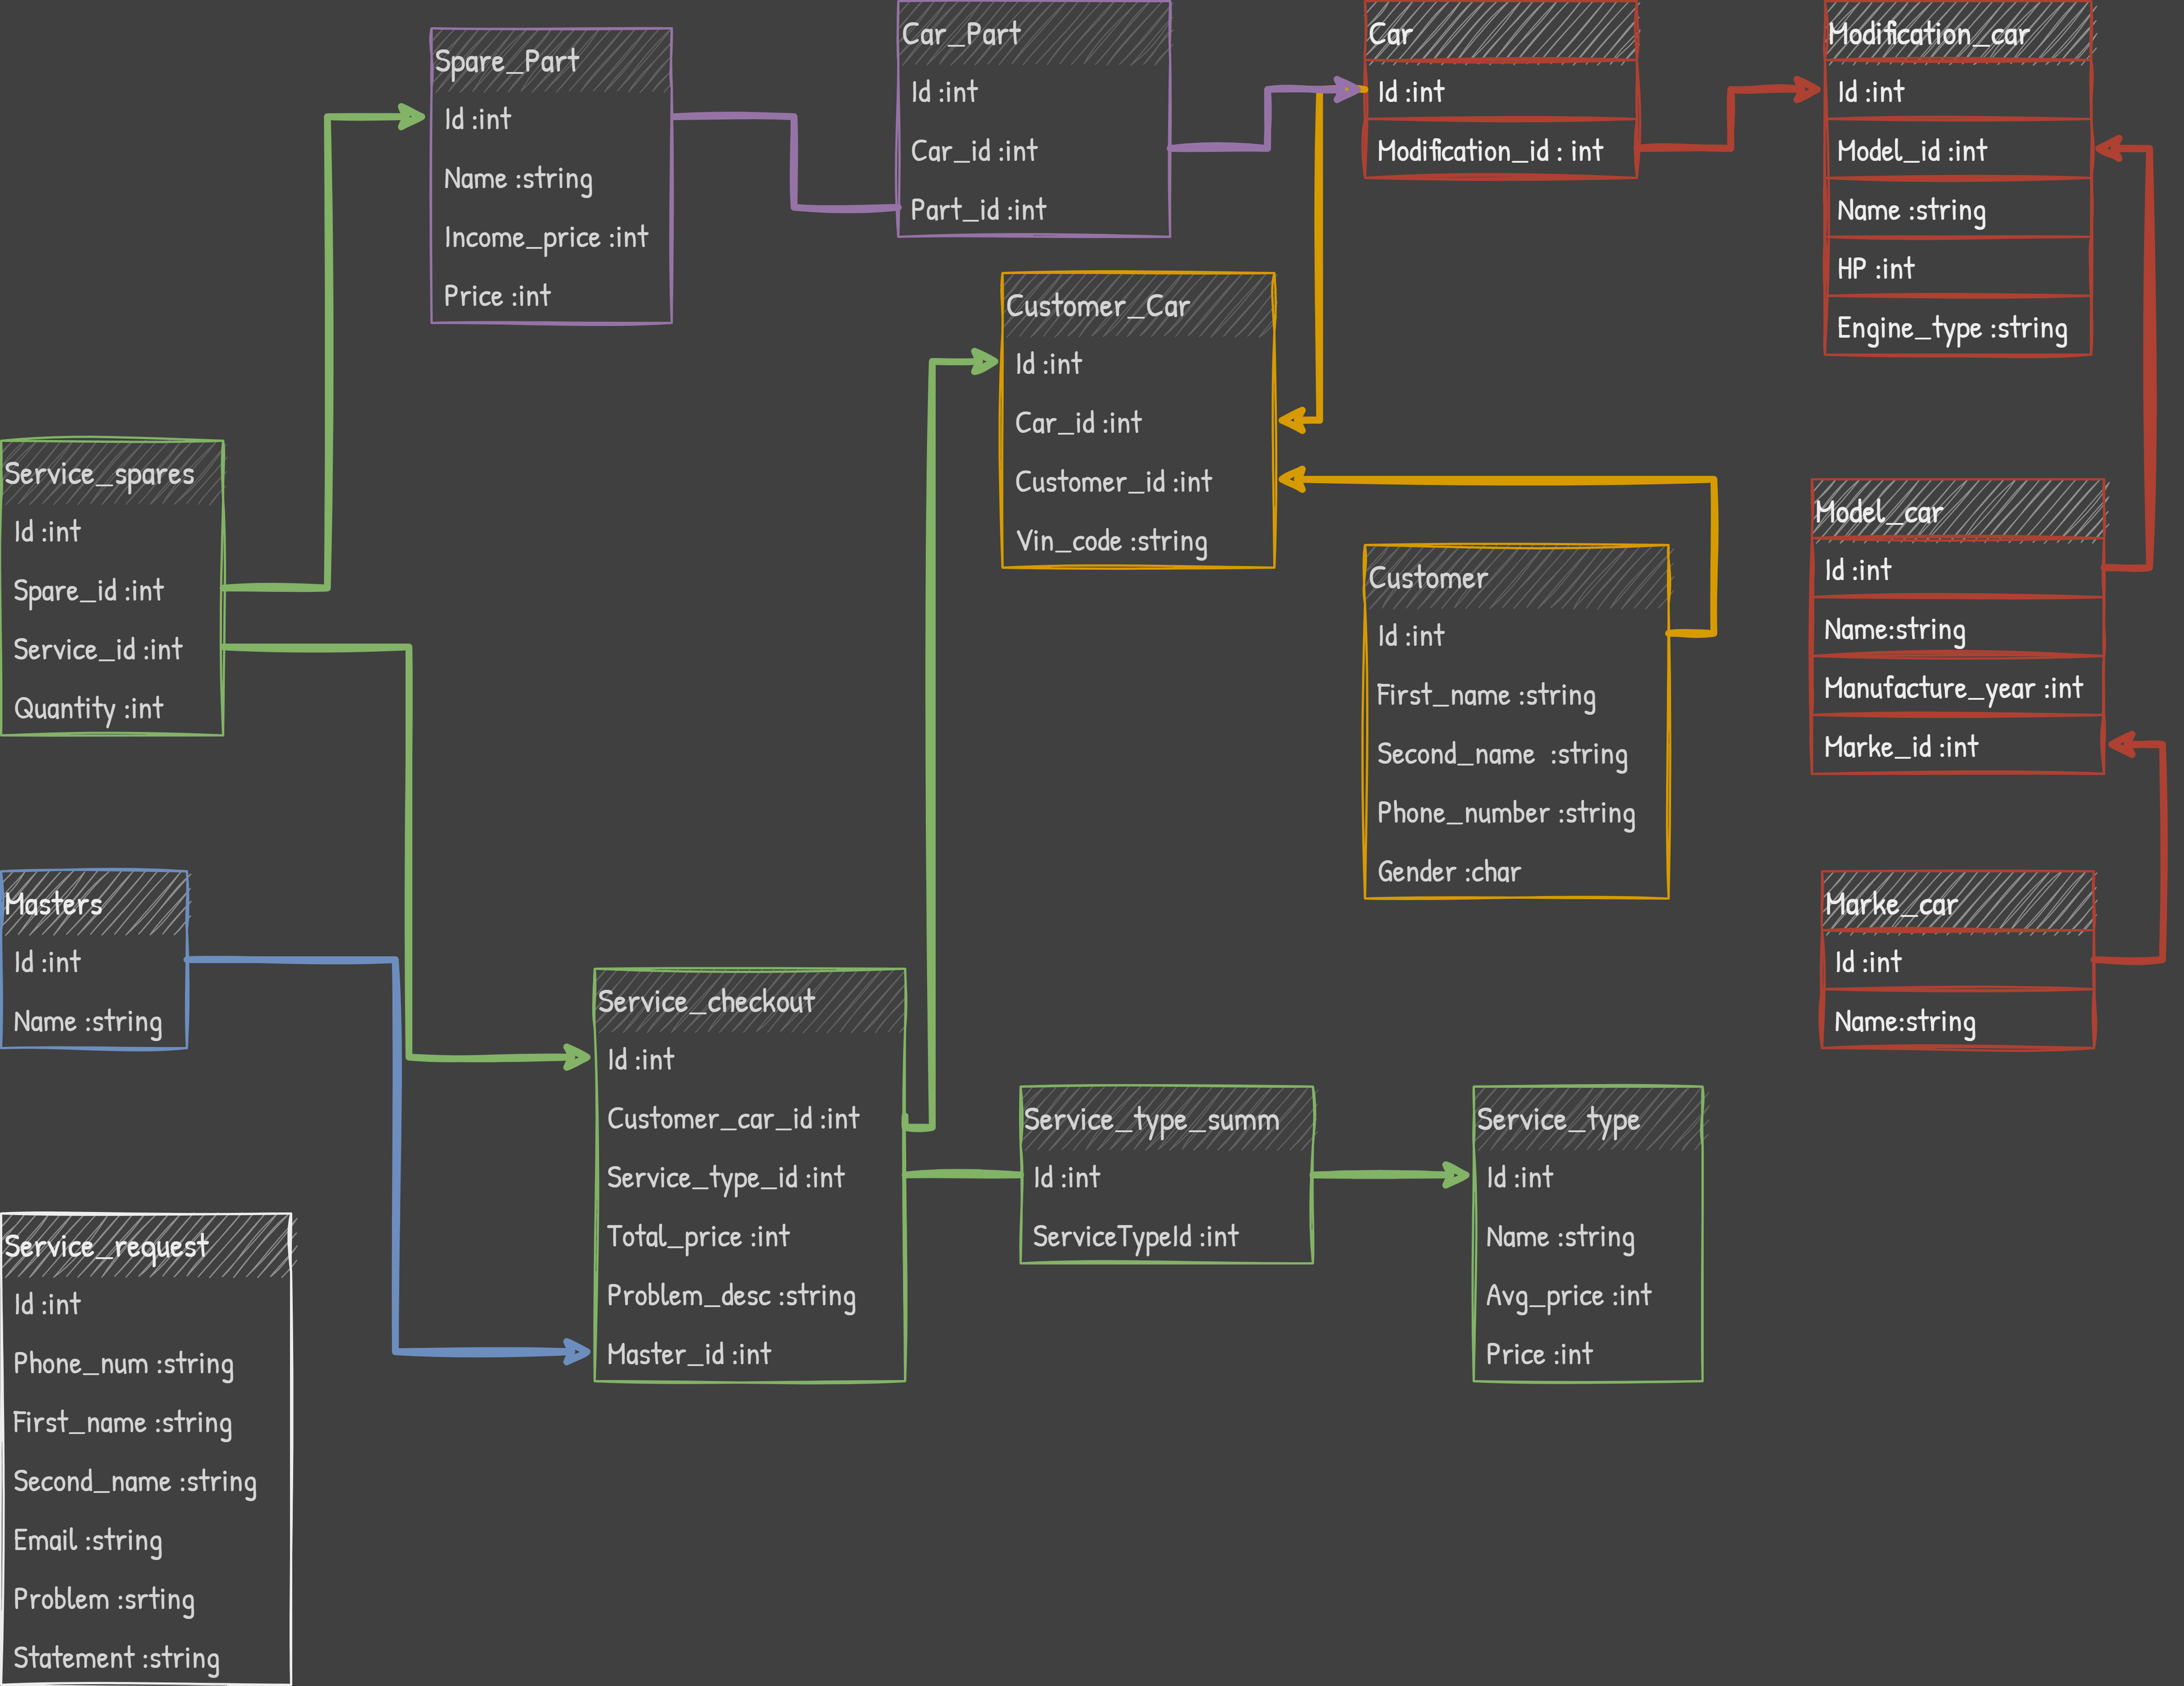 Spare_Part
Id :int
Name :string
Income_price :int
Price :int
Car_Part
Id :int
Car_id :int
Part_id :int
Car
Id :int
Modification_id : int
Modification_car
Id :int
Model_id :int
Name :string
HP :int
Engine_type :string
Customer_Car
Id :int
Car_id :int
Customer_id :int
Vin_code :string
Service_spares
Id :int
Spare_id :int
Service_id :int
Quantity :int
Customer
Id :int
First_name :string
Second_name :string
Phone_number :string
Gender :char
Model_car
Id :int
Name:string
Manufacture_year :int
Marke_id :int
Masters
Id :int
Name :string
Marke_car
Id :int
Name:string
Service_checkout
Id :int
Customer_car_id :int
Service_type_id :int
Total_price :int
Problem_desc :string
Master_id :int
Service_type_summ
Id :int
ServiceTypeId :int
Service_type
Id :int
Name :string
Avg_price :int
Price :int
Service_request
Id :int
Phone_num :string
First_name :string
Second_name :string
Email :string
Problem :srting
Statement :string